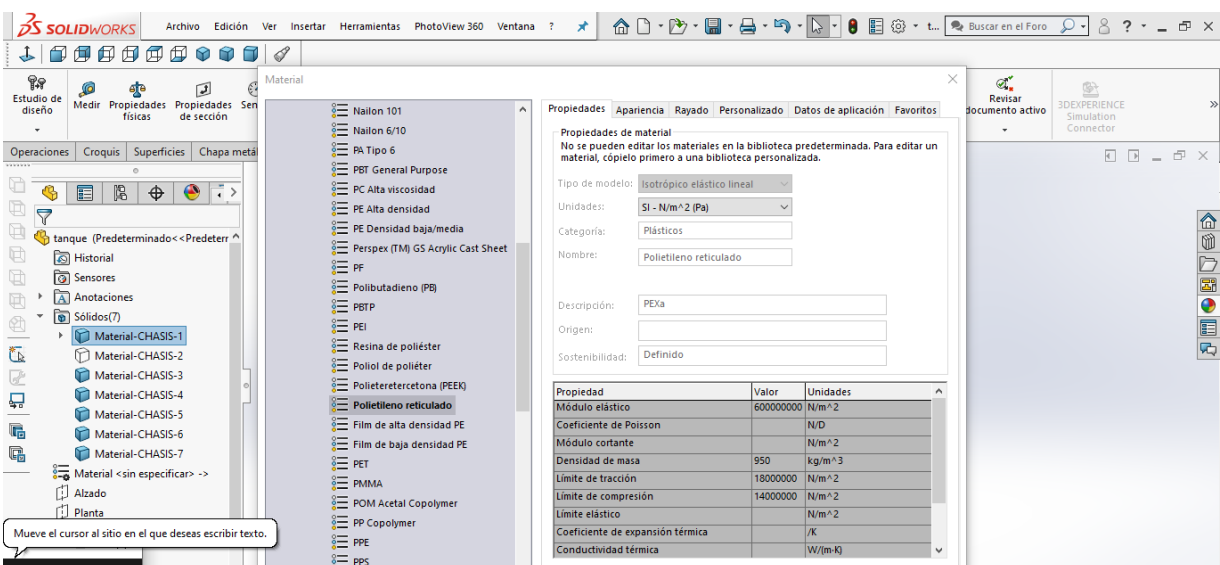 SOLIDWORKS Archivo Edición Ver Insertar Herramientas PhotoView 360 Ventana ? t... Buscar en el Foro ?
Estudio de diseño
Medir
Propiedades físicas
Propiedades de sección
Sen
Revisar documento activo
3DEXPERIENCE Simulation Connector
Operaciones Croquis Superficies Chapa metál
tanque (Predeterminado<<Predeterr
Historial
Sensores
Anotaciones
Sólidos(7)
Material-CHASIS-1
Material-CHASIS-2
Material-CHASIS-3
Material-CHASIS-4
Material-CHASIS-5
Material-CHASIS-6
Material-CHASIS-7
Material <sin especificar> ->
Alzado
Planta
Mueve el cursor al sitio en el que deseas escribir texto.
Material
Nailon 101
Nailon 6/10
PA Tipo 6
PBT General Purpose
PC Alta viscosidad
PE Alta densidad
PE Densidad baja/media
Perspex (TM) GS Acrylic Cast Sheet
PF
Polibutadieno (PB)
PBTP
PEI
Resina de poliéster
Poliol de poliéter
Polieteretercetona (PEEK)
Polietileno reticulado
Film de alta densidad PE
Film de baja densidad PE
PET
PMMA
POM Acetal Copolymer
PP Copolymer
PPE
PPS
Propiedades Apariencia Rayado Personalizado Datos de aplicación Favoritos
Propiedades de material
No se pueden editar los materiales en la biblioteca predeterminada. Para editar un
material, cópielo primero a una biblioteca personalizada.
Tipo de modelo: Isotrópico elástico lineal
Unidades: SI - N/m^2 (Pa)
Categoría: Plásticos
Nombre: Polietileno reticulado
Descripción: PEXa
Origen:
Sostenibilidad: Definido
Propiedad Valor Unidades
Módulo elástico 600000000 N/m^2
Coeficiente de Poisson N/D
Módulo cortante N/m^2
Densidad de masa 950 kg/m^3
Límite de tracción 18000000 N/m^2
Límite de compresión 14000000 N/m^2
Límite elástico N/m^2
Coeficiente de expansión térmica /K
Conductividad térmica W/(m·K)